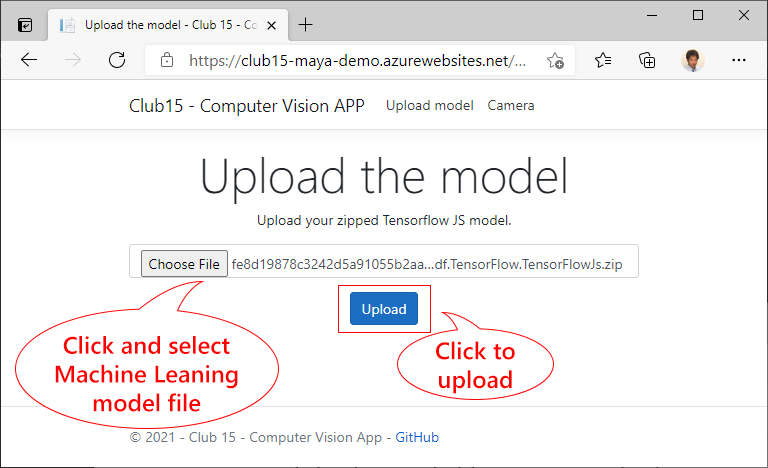 Upload the model - Club 15 - Co
https://club15-maya-demo.azurewebsites.net/...
Club15 - Computer Vision APP Upload model Camera
Upload the model
Upload your zipped Tensorflow JS model.
Choose File fe8d19878c3242d5a91055b2aa...df.TensorFlow.TensorFlowJs.zip
Upload
Click and select
Machine Leaning
model file
Click to
upload
© 2021 - Club 15 - Computer Vision App - GitHub